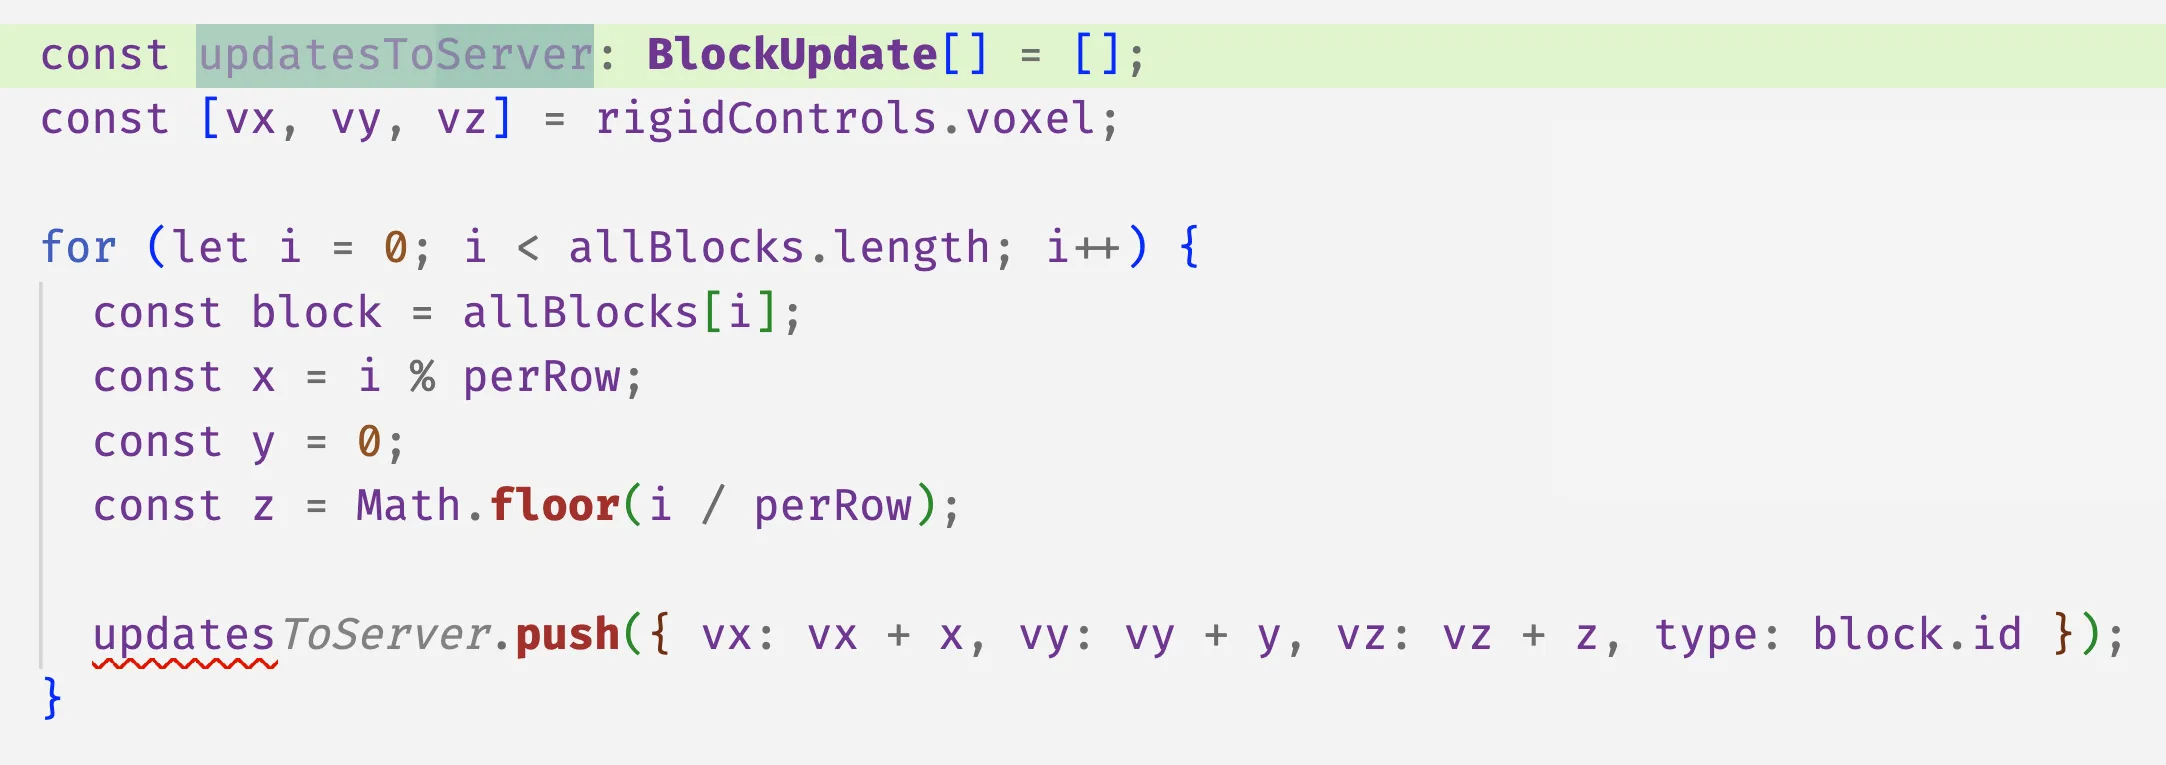 const updatesToServer: BlockUpdate[] = [];
const [vx, vy, vz] = rigidControls.voxel;
for (let i = 0; i < allBlocks.length; i++) {
const block = allBlocks[i];
const x = i % perRow;
const y = 0;
const z = Math.floor(i / perRow);
updatesToServer.push({ vx: vx + x, vy: vy + y, vz: vz + z, type: block.id });
}